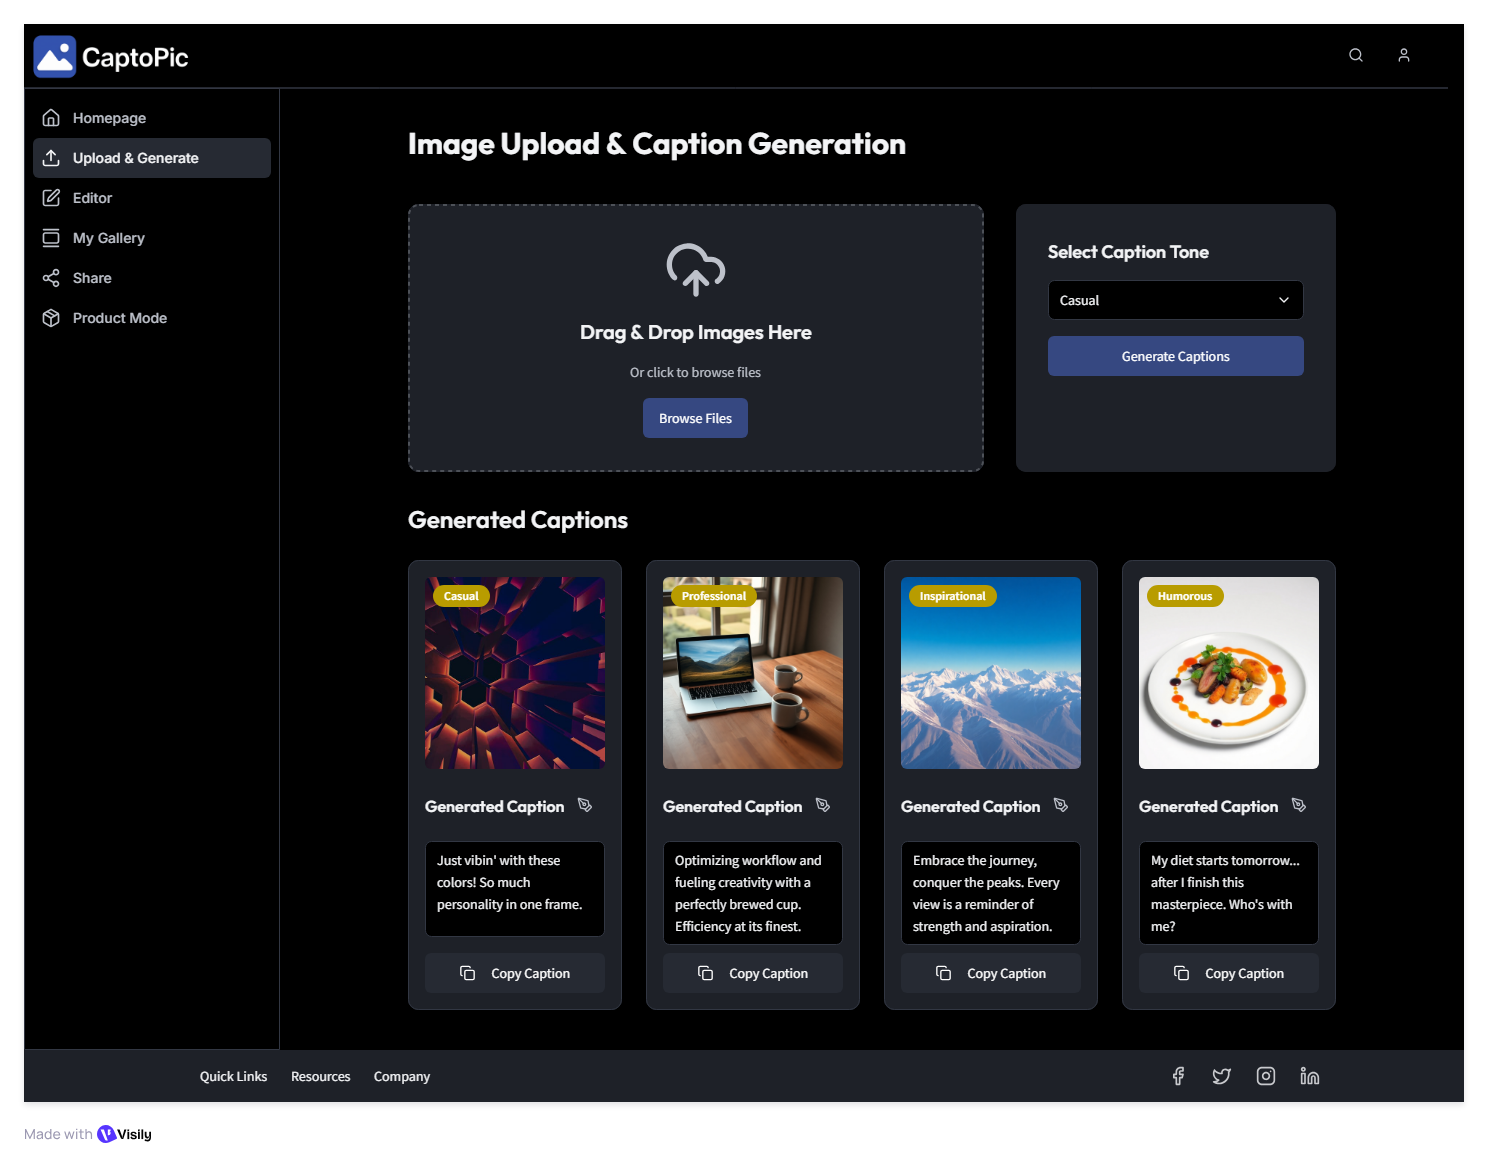 CaptoPic
Homepage
Upload & Generate
Editor
My Gallery
Share
Product Mode
Image Upload & Caption Generation
Drag & Drop Images Here
Or click to browse files
Browse Files
Select Caption Tone
Casual
Generate Captions
Generated Captions
Casual
Generated Caption
Just vibin' with these
colors! So much
personality in one frame.
Copy Caption
Professional
Generated Caption
Optimizing workflow and
fueling creativity with a
perfectly brewed cup.
Efficiency at its finest.
Copy Caption
Inspirational
Generated Caption
Embrace the journey,
conquer the peaks. Every
view is a reminder of
strength and aspiration.
Copy Caption
Humorous
Generated Caption
My diet starts tomorrow...
after I finish this
masterpiece. Who's with
me?
Copy Caption
Quick Links
Resources
Company
Made with Visily